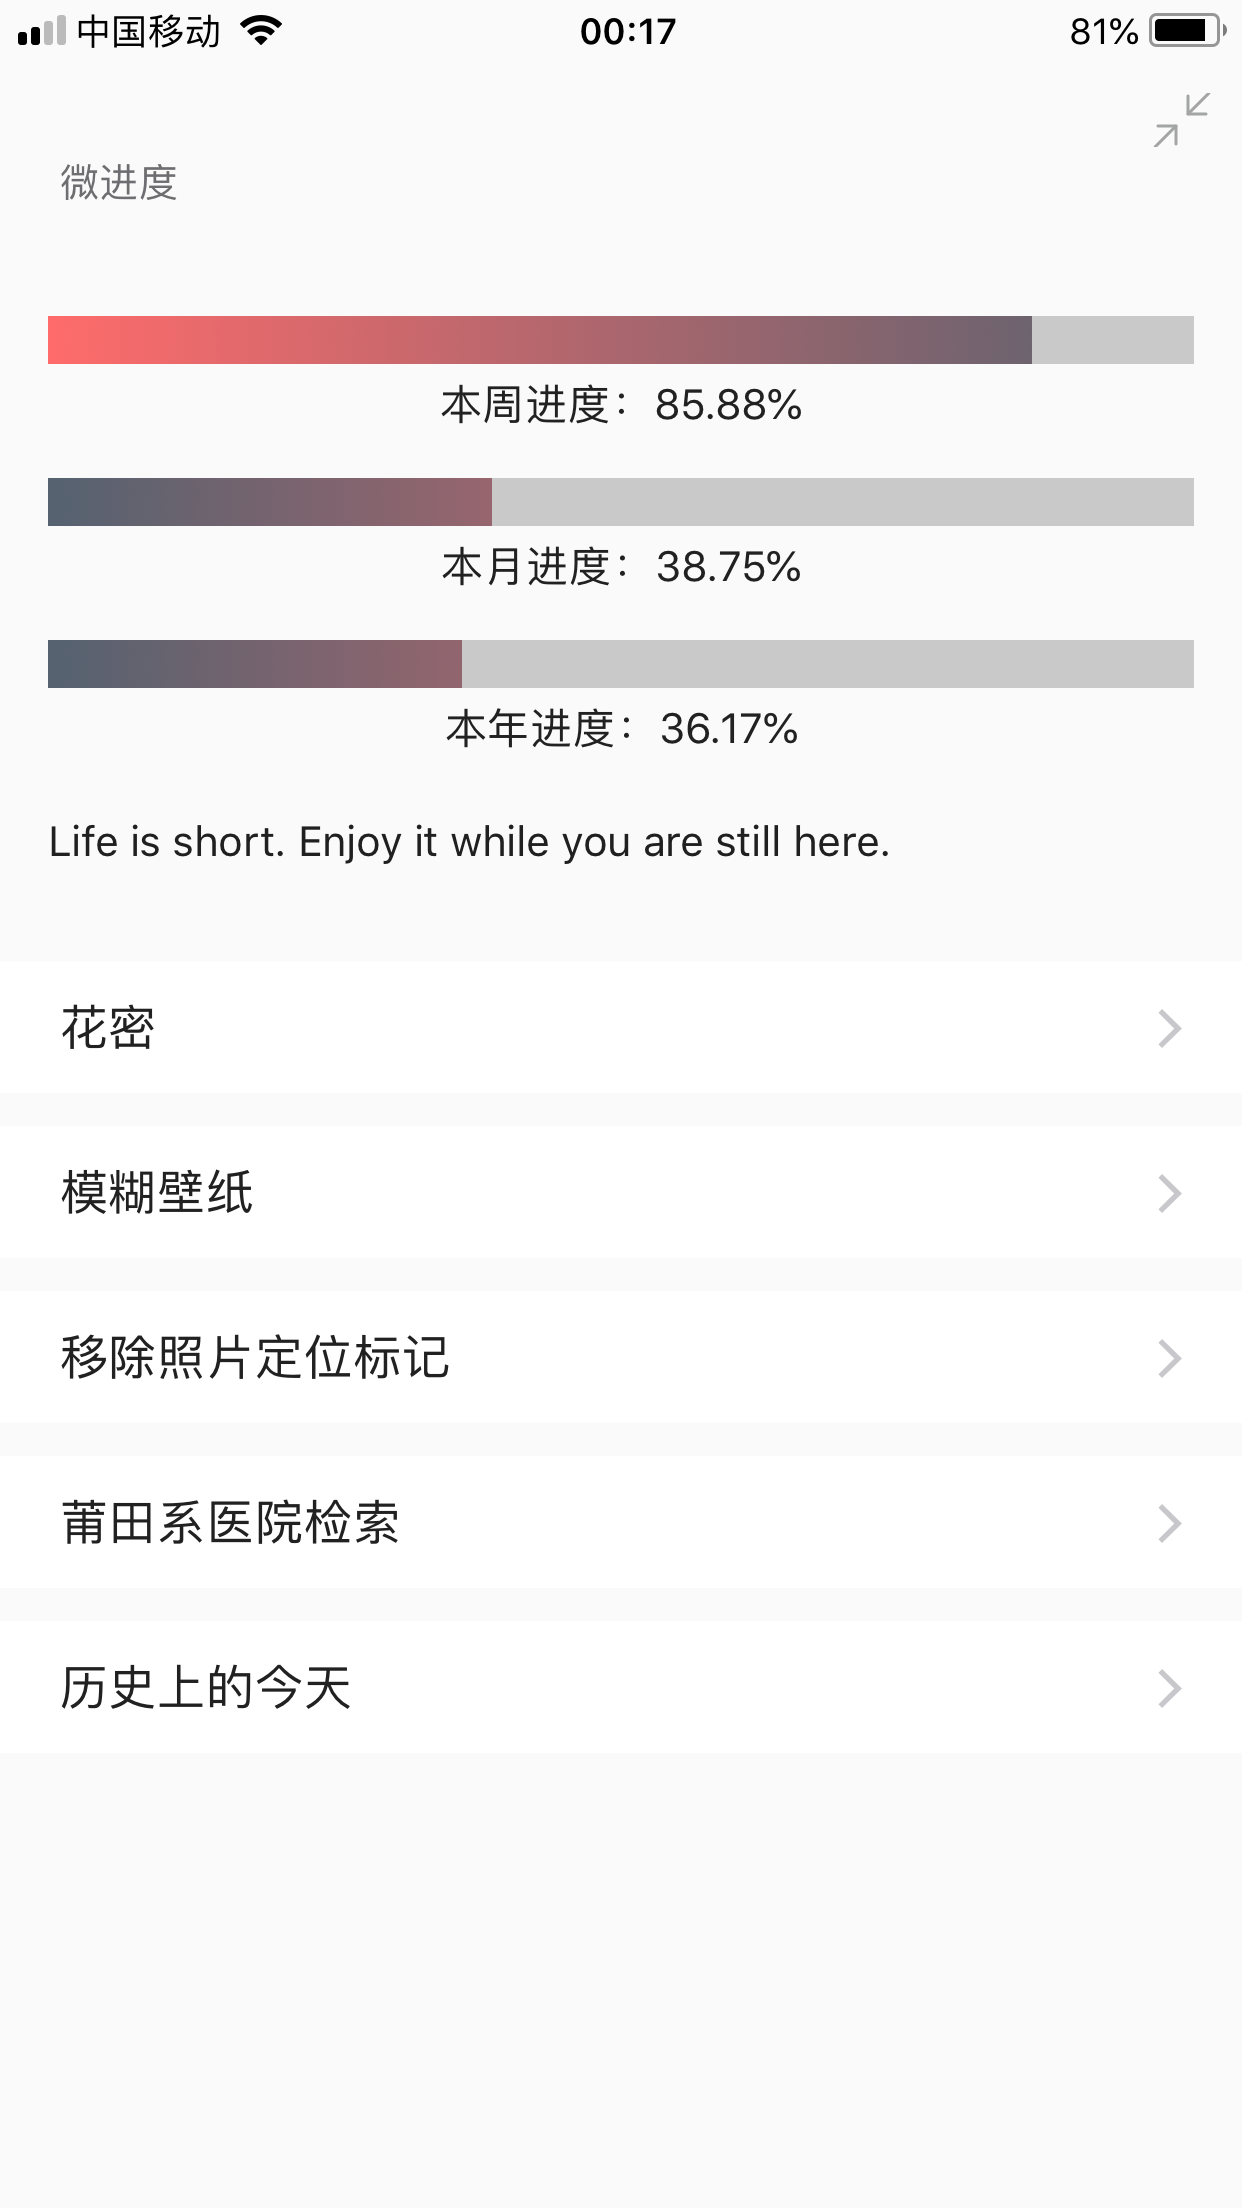 中国移动 00:17 81%
微进度
本周进度：85.88%
本月进度：38.75%
本年进度：36.17%
Life is short. Enjoy it while you are still here.
花密
模糊壁纸
移除照片定位标记
莆田系医院检索
历史上的今天